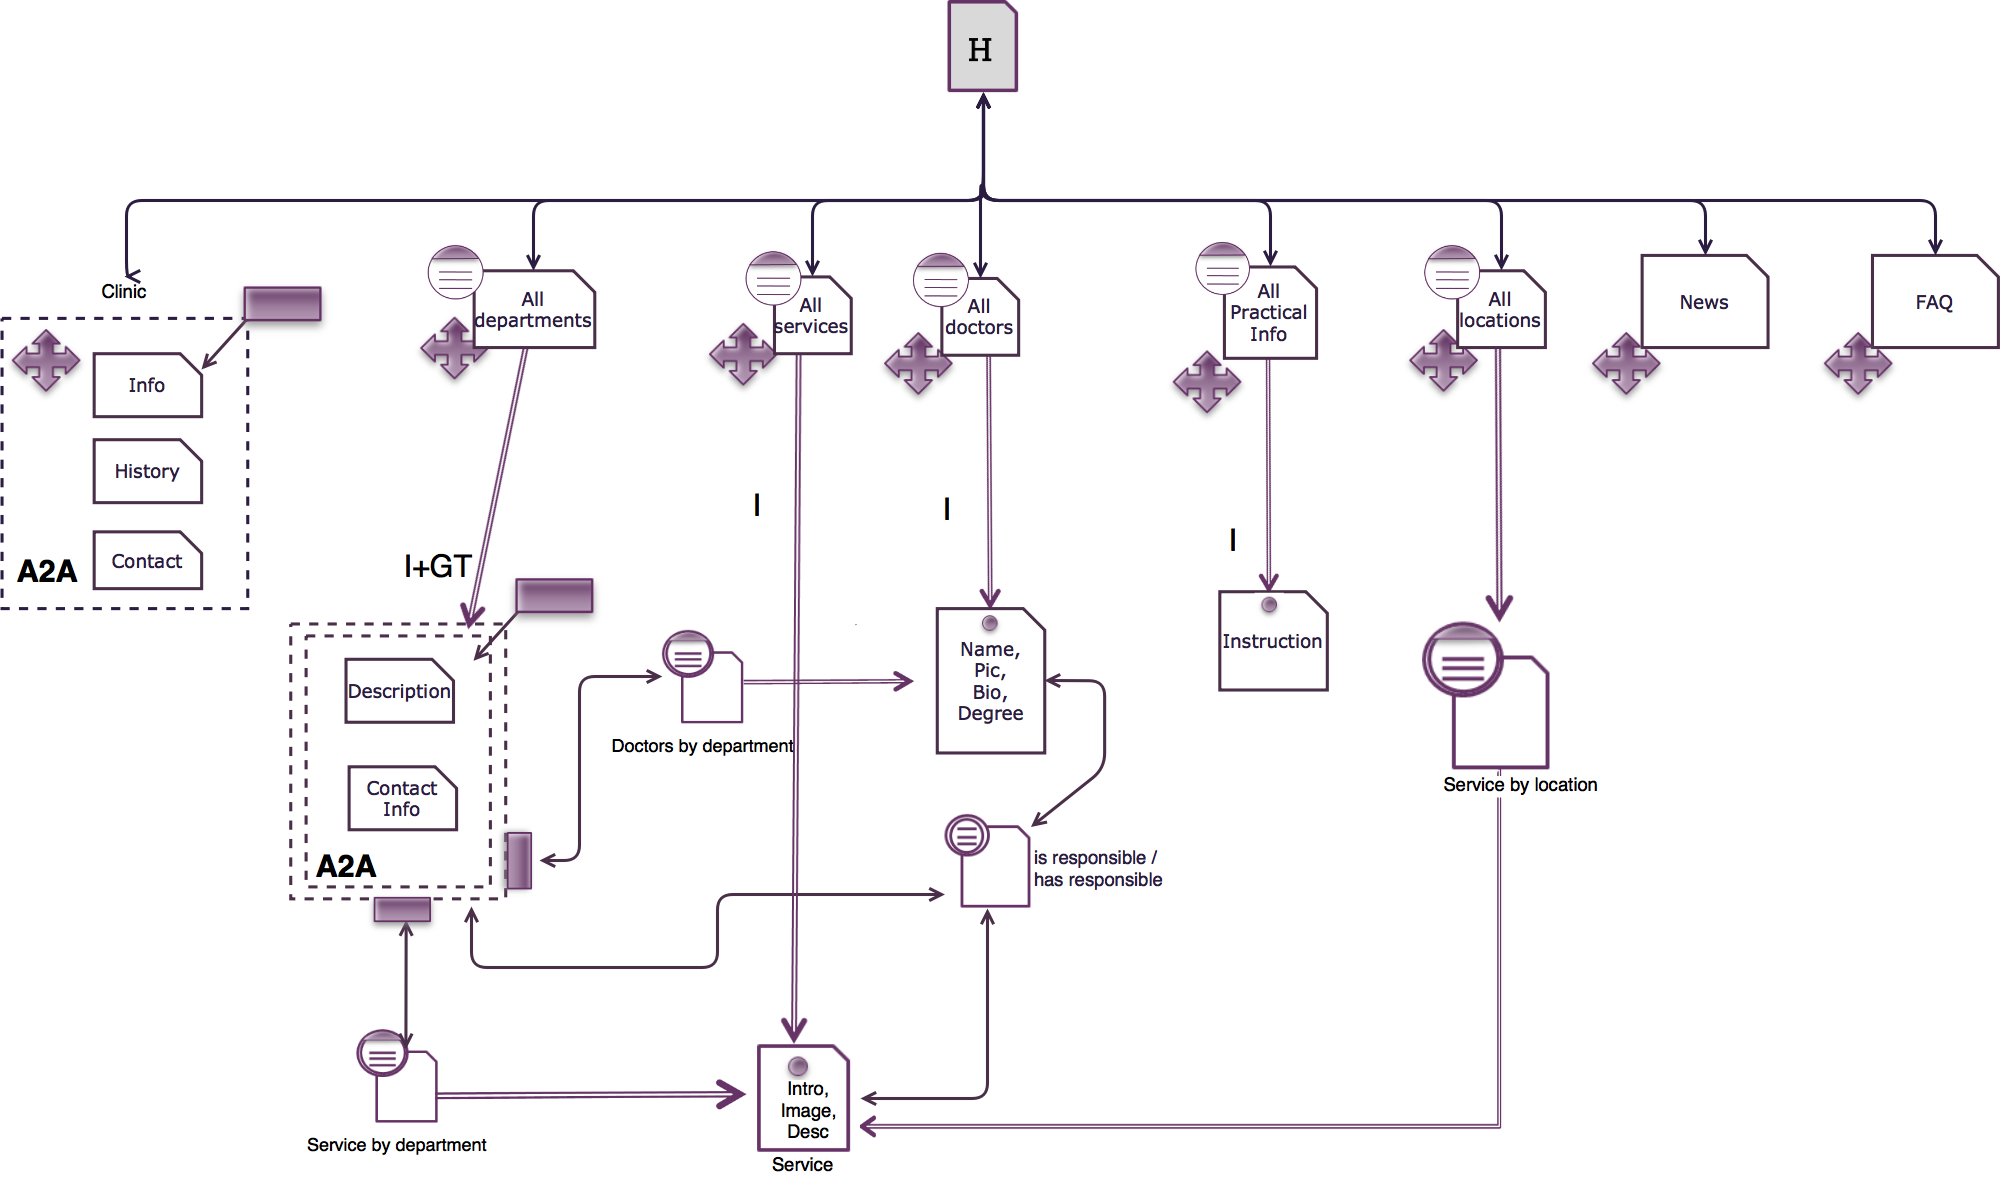 H
Clinic
Info
History
Contact
A2A
All
departments
All
services
All
doctors
All
Practical
Info
All
locations
News
FAQ
I+GT
I
I
I
Description
Contact
Info
A2A
Doctors by department
Name,
Pic,
Bio,
Degree
Instruction
Service by location
is responsible /
has responsible
Service by department
Intro,
Image,
Desc
Service